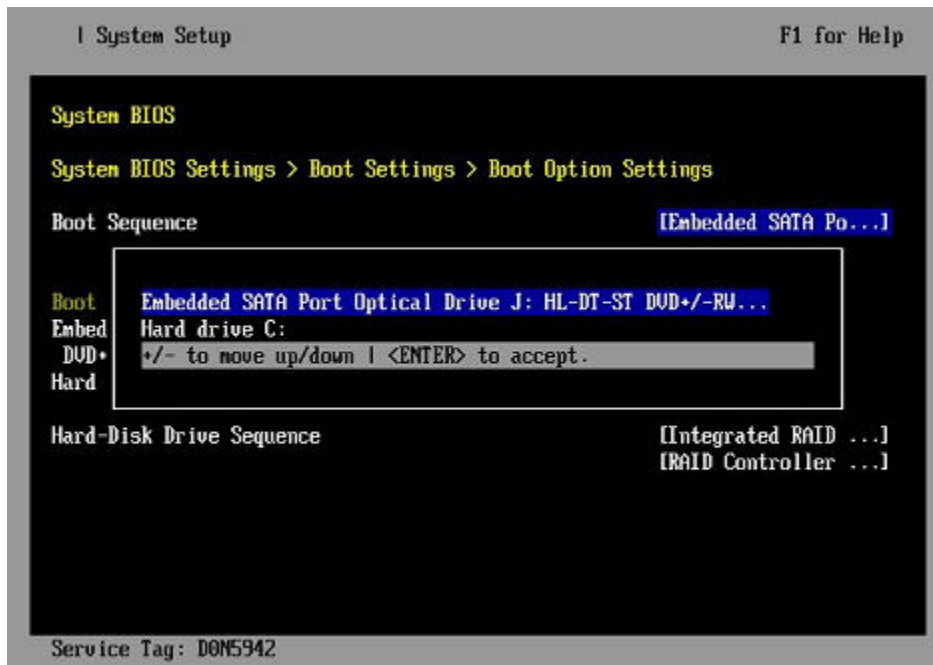 | System Setup F1 for Help
System BIOS
System BIOS Settings > Boot Settings > Boot Option Settings
Boot Sequence [Embedded SATA Po...]
Boot
Embedded SATA Port Optical Drive J: HL-DT-ST DVD+/-RW...
Embed
Hard drive C:
DVD+
+/- to move up/down | <ENTER> to accept.
Hard
Hard-Disk Drive Sequence [Integrated RAID ...]
[RAID Controller ...]
Service Tag: D0N5942